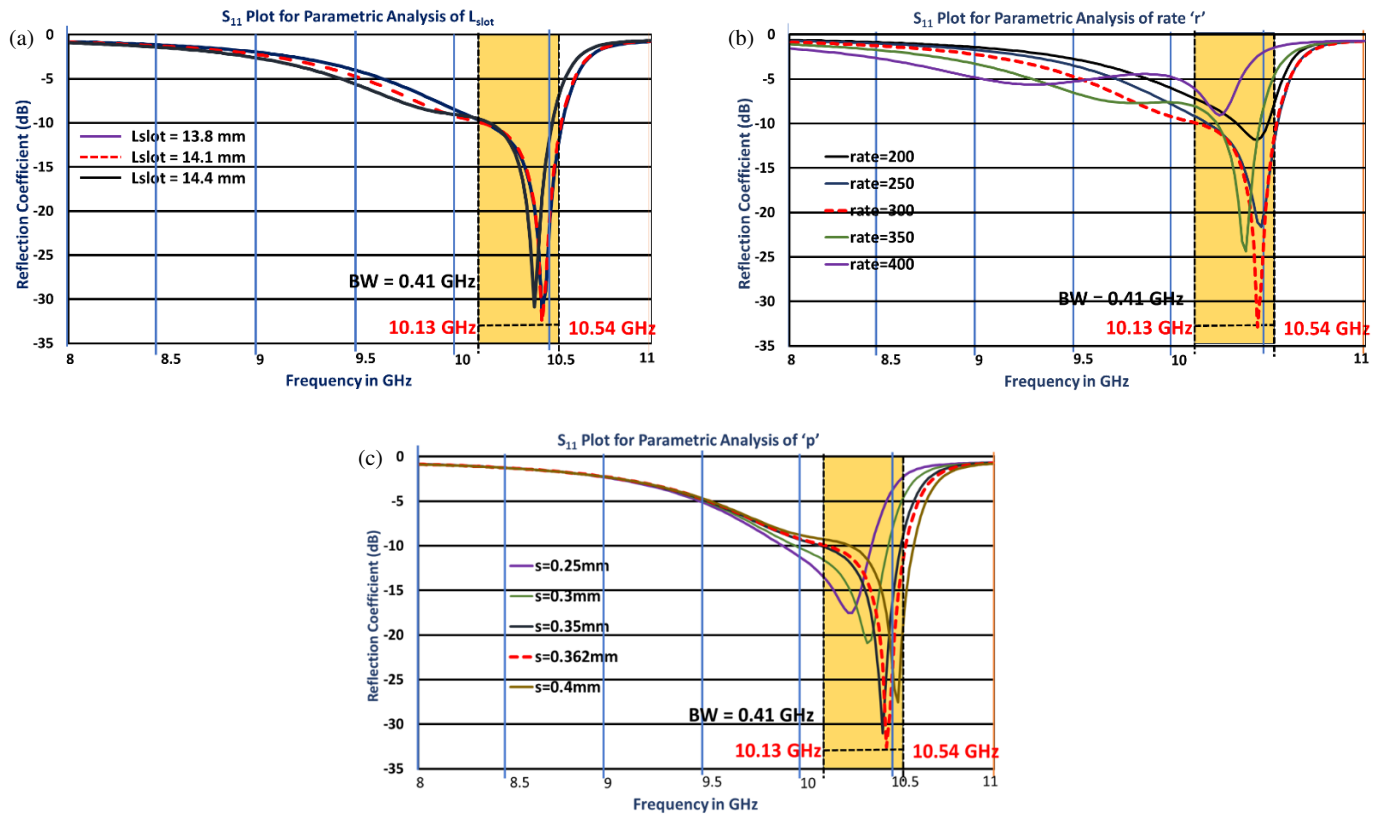 (a)
S₁₁ Plot for Parametric Analysis of Lslot
Reflection Coefficient (dB)
0
-5
-10
-15
-20
-25
-30
-35
Lslot = 13.8 mm
Lslot = 14.1 mm
Lslot = 14.4 mm
BW = 0.41 GHz
10.13 GHz
10.54 GHz
8
8.5
9
9.5
10
10.5
11
Frequency in GHz
(b)
S₁₁ Plot for Parametric Analysis of rate 'r'
Reflection Coefficient (dB)
0
-5
-10
-15
-20
-25
-30
-35
rate=200
rate=250
rate=300
rate=350
rate=400
BW = 0.41 GHz
10.13 GHz
10.54 GHz
8
8.5
9
9.5
10
11
Frequency in GHz
(c)
S₁₁ Plot for Parametric Analysis of 'p'
Reflection Coefficient (dB)
0
-5
-10
-15
-20
-25
-30
-35
s=0.25mm
s=0.3mm
s=0.35mm
s=0.362mm
s=0.4mm
BW = 0.41 GHz
10.13 GHz
10.54 GHz
8
8.5
9
9.5
10
10.5
11
Frequency in GHz